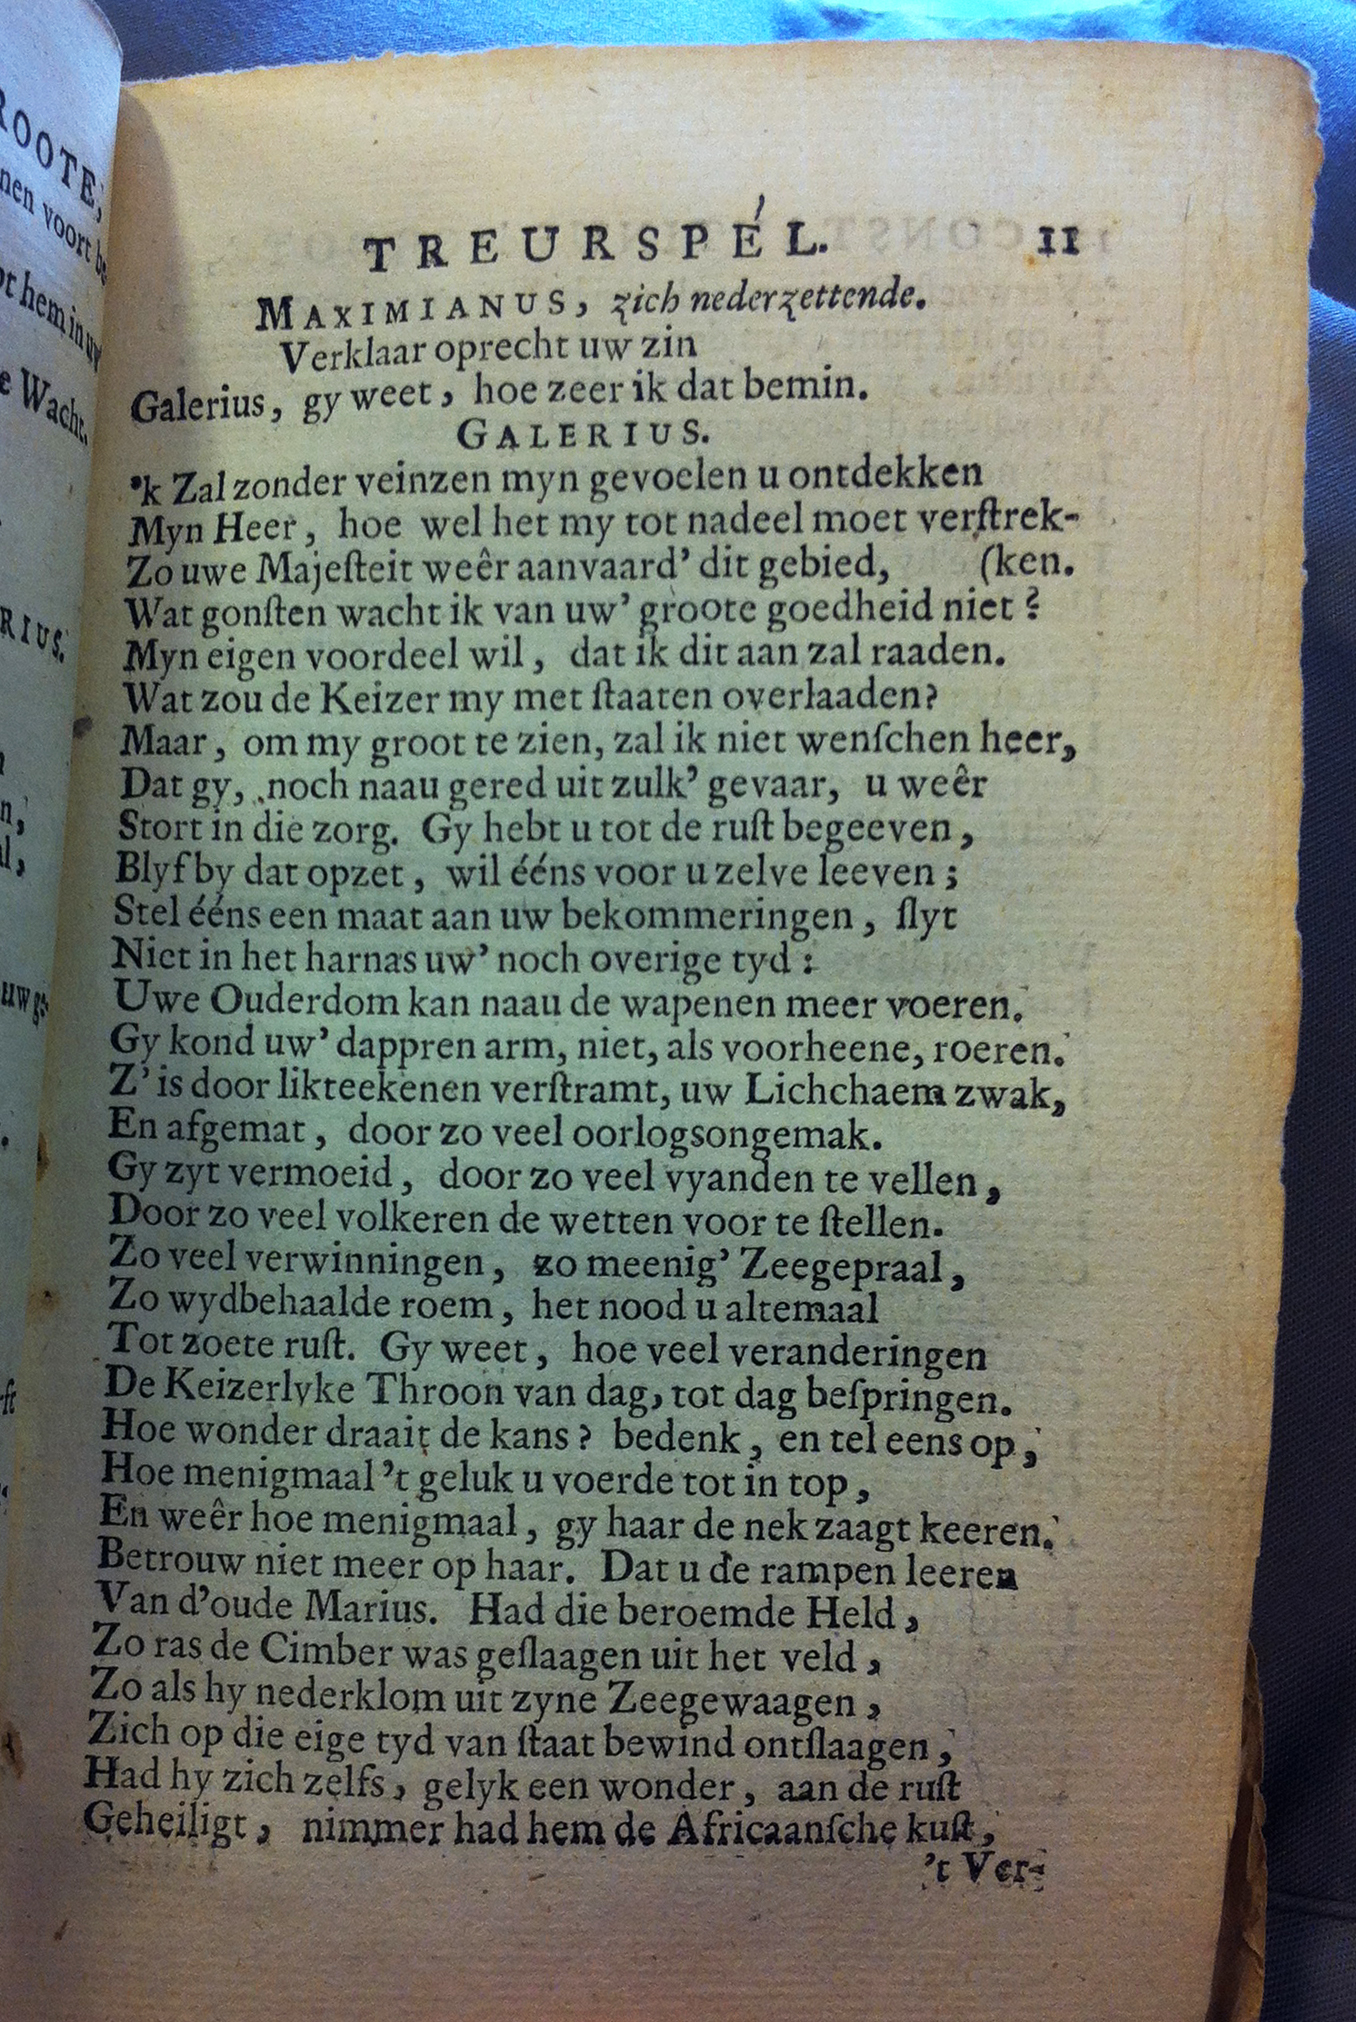 ROOTE,
nen voort be
ot hem in uw
e Wacht.
RIUS.
uw ge-
TREURSPÉL. 11
MAXIMIANUS, zich nederzettende.
Verklaar oprecht uw zin
Galerius, gy weet, hoe zeer ik dat bemin.
GALERIUS.
'k Zal zonder veinzen myn gevoelen u ontdekken
Myn Heer, hoe wel het my tot nadeel moet verſtrek-
Zo uwe Majeſteit weêr aanvaard' dit gebied, (ken.
Wat gonſten wacht ik van uw' groote goedheid niet?
Myn eigen voordeel wil, dat ik dit aan zal raaden.
Wat zou de Keizer my met ſtaaten overlaaden?
Maar, om my groot te zien, zal ik niet wenſchen heer,
Dat gy, noch naau gered uit zulk' gevaar, u weêr
Stort in die zorg. Gy hebt u tot de ruſt begeeven,
Blyf by dat opzet, wil ééns voor u zelve leeven;
Stel ééns een maat aan uw bekommeringen, ſlyt
Niet in het harnas uw' noch overige tyd:
Uwe Ouderdom kan naau de wapenen meer voeren.
Gy kond uw' dappren arm, niet, als voorheene, roeren.
Z' is door likteekenen verſtramt, uw Lichchaem zwak,
En afgemat, door zo veel oorlogsongemak.
Gy zyt vermoeid, door zo veel vyanden te vellen,
Door zo veel volkeren de wetten voor te ſtellen.
Zo veel verwinningen, zo meenig' Zeegepraal,
Zo wydbehaalde roem, het nood u altemaal
Tot zoete ruſt. Gy weet, hoe veel veranderingen
De Keizerlyke Throon van dag, tot dag beſpringen.
Hoe wonder draait de kans? bedenk, en tel eens op,
Hoe menigmaal 't geluk u voerde tot in top,
En weêr hoe menigmaal, gy haar de nek zaagt keeren.
Betrouw niet meer op haar. Dat u de rampen leeren
Van d'oude Marius. Had die beroemde Held,
Zo ras de Cimber was geſlaagen uit het veld,
Zo als hy nederklom uit zyne Zeegewaagen,
Zich op die eige tyd van ſtaat bewind ontſlaagen,
Had hy zich zelfs, gelyk een wonder, aan de ruſt
Geheiligt, nimmer had hem de Africaanſche kuſt,
't Ver-